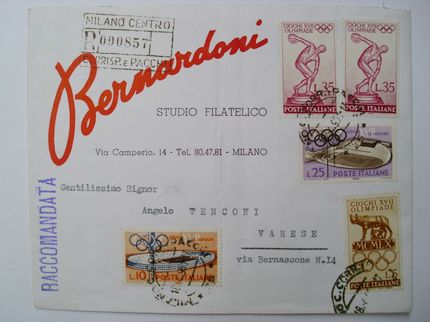 MILANO CENTRO
R 000857
CORRISP. E PACCHI
Bernardoni
STUDIO FILATELICO
Via Camperio, 14 - Tel. 80.47.81 - MILANO
Gentilissimo Signor
Angelo TENCONI
VARESE
via Bernascone N.14
RACCOMANDATA
GIOCHI XVII
OLIMPIADE
L.35
POSTE ITALIANE
GIOCHI XVII
OLIMPIADE
L.35
POSTE ITALIANE
L.25 POSTE ITALIANE
GIOCHI XVII
OLIMPIADE
MCMLX
POSTE ITALIANE
L.10
POSTE ITALIANE